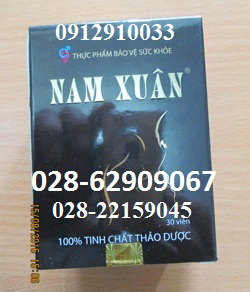 0912910033
THỰC PHẨM BẢO VỆ SỨC KHỎE
NAM XUÂN®
028-62909067
028-22159045
30 viên
100% TINH CHẤT THẢO DƯỢC